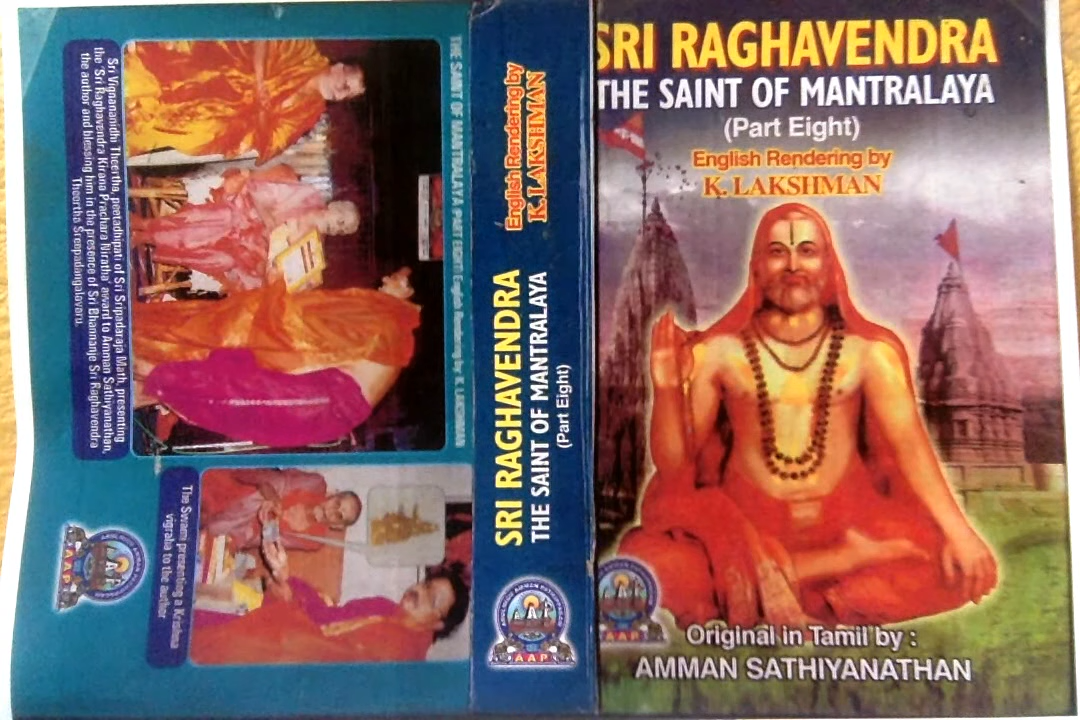 SRI RAGHAVENDRA
THE SAINT OF MANTRALAYA
(Part Eight)
English Rendering by
K. LAKSHMAN
Original in Tamil by :
AMMAN SATHIYANATHAN
AAP
SRI RAGHAVENDRA
THE SAINT OF MANTRALAYA
(Part Eight)
English Rendering by
K. LAKSHMAN
AAP
THE SAINT OF MANTRALAYA PART EIGHT English Rendering by K. LAKSHMAN
Sri Vignananidhi Theertha, peetadhipati of Sri Sripadaraja Math, presenting
the 'Sri Raghavendra Kirana Prachara Niratha' award to Amman Sathiyanathan,
the author and blessing him in the presence of Sri Bhannanje Sri Raghavendra
Theertha Sreepadangalavaru.
The Swami presenting a Krishna
vigraha to the author
AAP